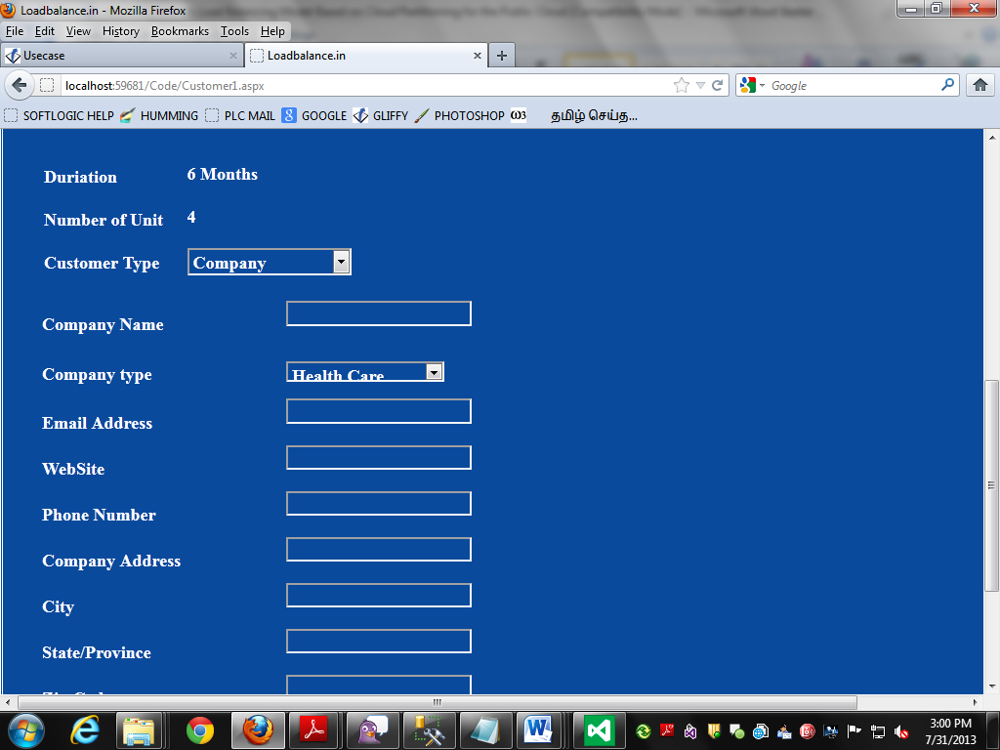 Loadbalance.in - Mozilla Firefox
File Edit View History Bookmarks Tools Help
Usecase
Loadbalance.in
localhost:59681/Code/Customer1.aspx
Google
SOFTLOGIC HELP HUMMING PLC MAIL GOOGLE GLIFFY PHOTOSHOP தமிழ் செய்த...
Duriation 6 Months
Number of Unit 4
Customer Type Company
Company Name
Company type Health Care
Email Address
WebSite
Phone Number
Company Address
City
State/Province
3:00 PM
7/31/2013